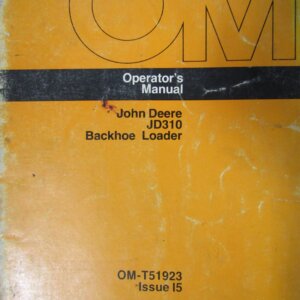 OM
Operator's
Manual
John Deere
JD310
Backhoe Loader
OM-T51923
Issue I5